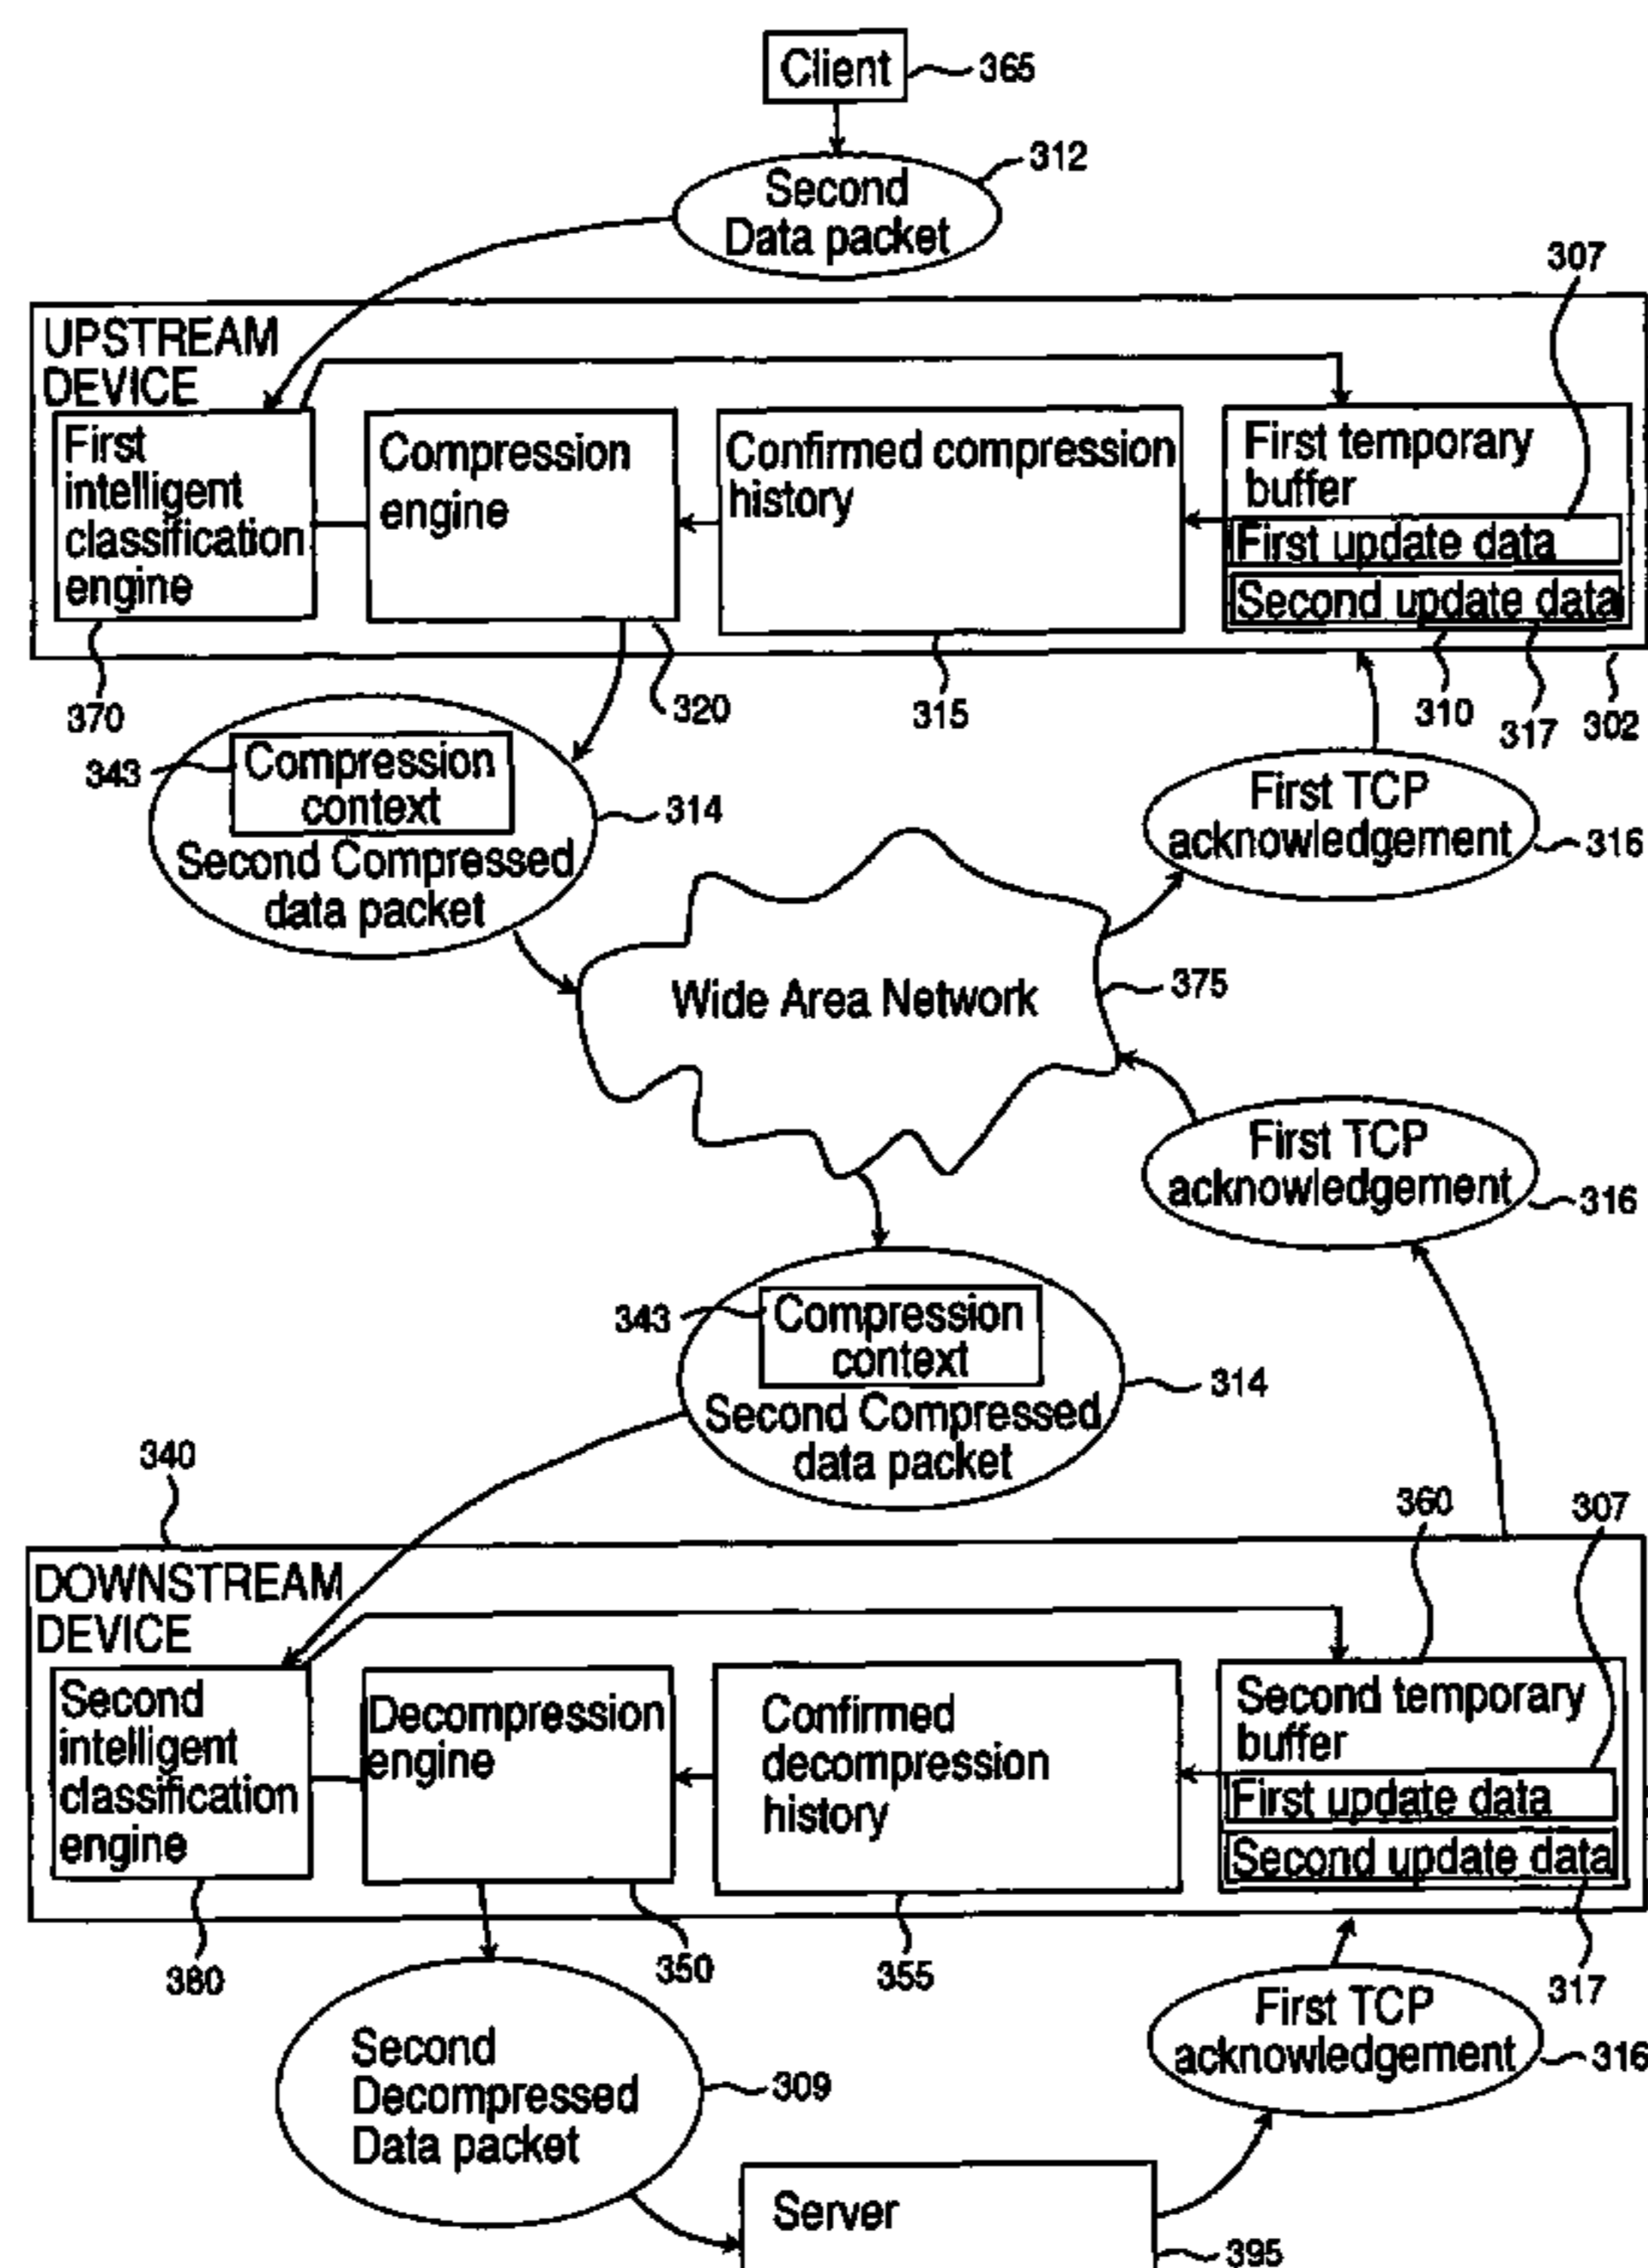 Client
365
312
Second
Data packet
307
UPSTREAM
DEVICE
First
intelligent
classification
engine
Compression
engine
Confirmed compression
history
First temporary
buffer
First update data
Second update data
370
320
315
310
317
302
343
Compression
context
314
Second Compressed
data packet
First TCP
acknowledgement
316
Wide Area Network
375
First TCP
acknowledgement
316
343
Compression
context
314
Second Compressed
data packet
340
360
307
DOWNSTREAM
DEVICE
Second
intelligent
classification
engine
Decompression
engine
Confirmed
decompression
history
Second temporary
buffer
First update data
Second update data
380
350
355
317
First TCP
acknowledgement
316
Second
Decompressed
Data packet
309
Server
395